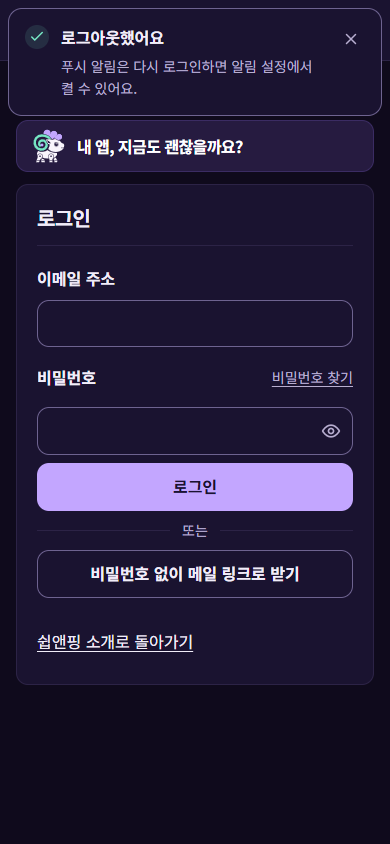 로그아웃했어요
푸시 알림은 다시 로그인하면 알림 설정에서
켤 수 있어요.
내 앱, 지금도 괜찮을까요?
로그인
이메일 주소
비밀번호
비밀번호 찾기
로그인
또는
비밀번호 없이 메일 링크로 받기
쉽앤핑 소개로 돌아가기